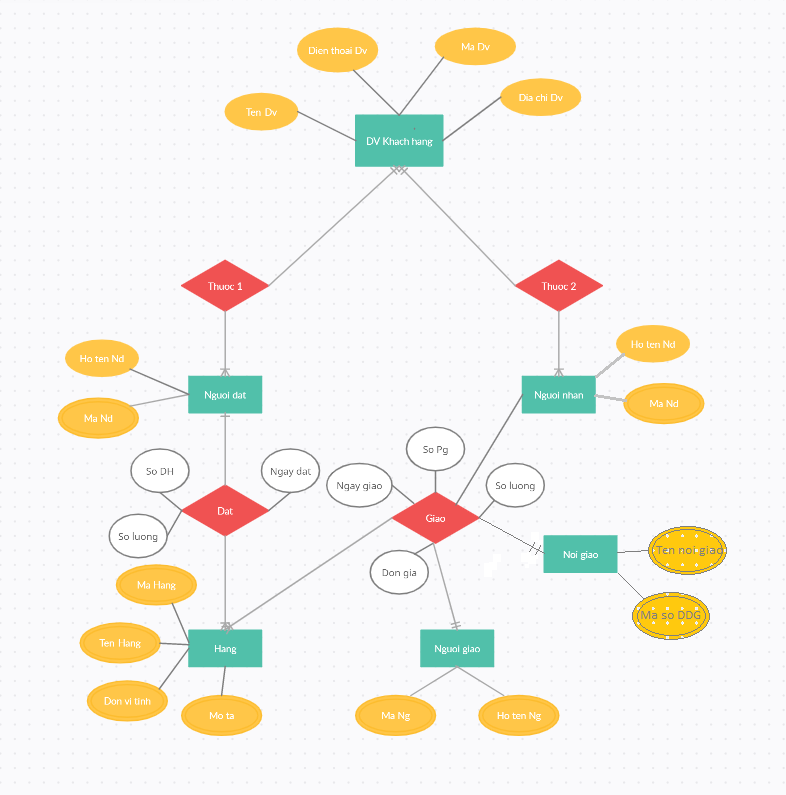 Dien thoai Dv
Ma Dv
Ten Dv
Dia chi Dv
DV Khach hang
Thuoc 1
Thuoc 2
Ho ten Nd
Ho ten Nd
Nguoi dat
Nguoi nhan
Ma Nd
Ma Nd
So DH
Ngay dat
So Pg
Ngay giao
So luong
Dat
Giao
So luong
Noi giao
Ten noi giao
Don gia
Ma Hang
Ma so DDG
Ten Hang
Hang
Nguoi giao
Don vi tinh
Mo ta
Ma Ng
Ho ten Ng